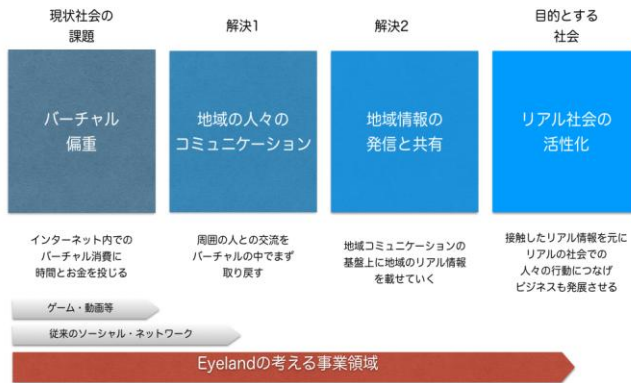 現状社会の
課題
解決1
解決2
目的とする
社会
バーチャル
偏重
地域の人々の
コミュニケーション
地域情報の
発信と共有
リアル社会の
活性化
インターネット内での
バーチャル消費に
時間とお金を投じる
周囲の人との交流を
バーチャルの中でまず
取り戻す
地域コミュニケーションの
基盤上に地域のリアル情報
を載せていく
接触したリアル情報を元に
リアルの社会での
人々の行動につなげ
ビジネスも発展させる
ゲーム・動画等
従来のソーシャル・ネットワーク
Eyelandの考える事業領域